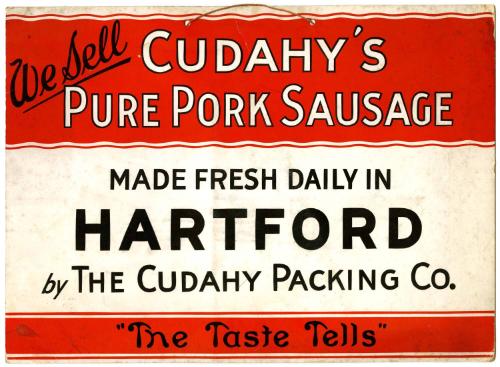 We Sell
CUDAHY'S
PURE PORK SAUSAGE
MADE FRESH DAILY IN
HARTFORD
by THE CUDAHY PACKING CO.
"The Taste Tells"